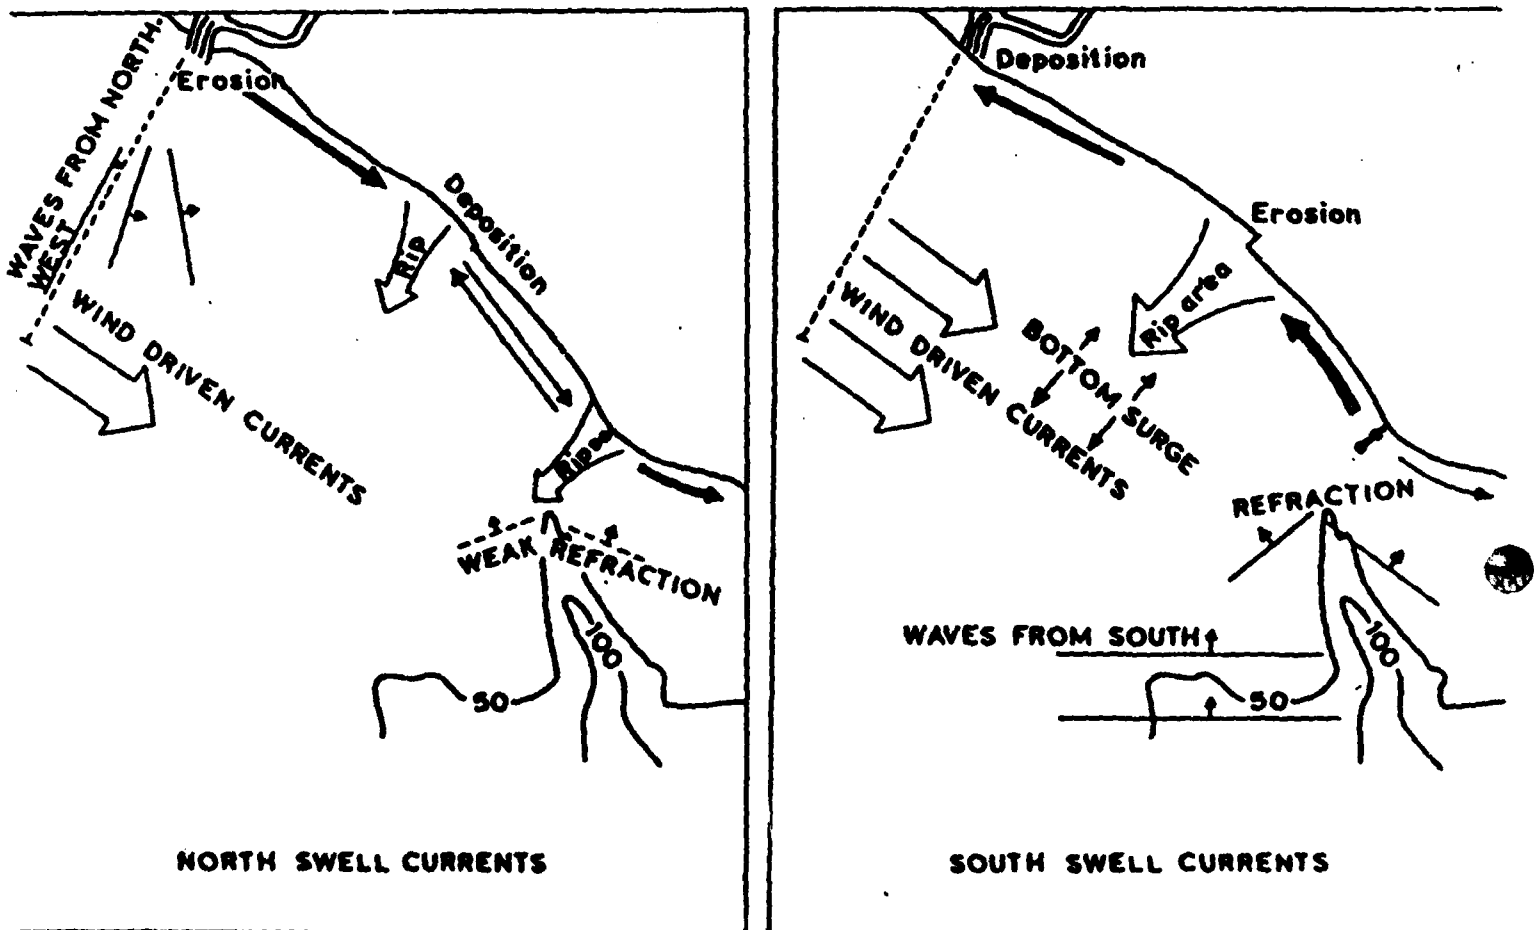 WAVES FROM NORTH.
WEST
Erosion
Deposition
Rip
WIND DRIVEN CURRENTS
WEAK REFRACTION
100
50
NORTH SWELL CURRENTS
Deposition
Erosion
Rip area
WIND DRIVEN CURRENTS
BOTTOM SURGE
REFRACTION
WAVES FROM SOUTH
100
50
SOUTH SWELL CURRENTS